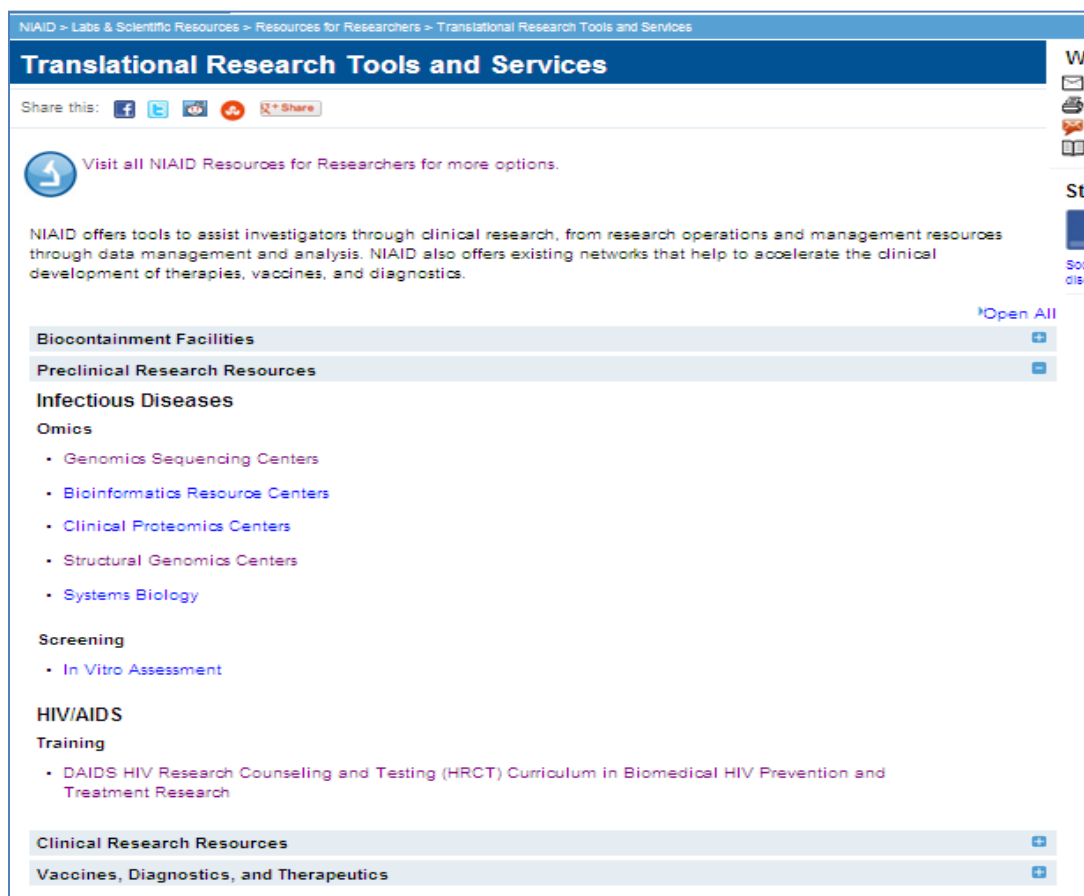 NIAID > Labs & Scientific Resources > Resources for Researchers > Translational Research Tools and Services
Translational Research Tools and Services
W
Share this:
g+ Share
Visit all NIAID Resources for Researchers for more options.
St
NIAID offers tools to assist investigators through clinical research, from research operations and management resources
through data management and analysis. NIAID also offers existing networks that help to accelerate the clinical
development of therapies, vaccines, and diagnostics.
Soc
dis
Open All
Biocontainment Facilities
Preclinical Research Resources
Infectious Diseases
Omics
• Genomics Sequencing Centers
• Bioinformatics Resource Centers
• Clinical Proteomics Centers
• Structural Genomics Centers
• Systems Biology
Screening
• In Vitro Assessment
HIV/AIDS
Training
• DAIDS HIV Research Counseling and Testing (HRCT) Curriculum in Biomedical HIV Prevention and
Treatment Research
Clinical Research Resources
Vaccines, Diagnostics, and Therapeutics